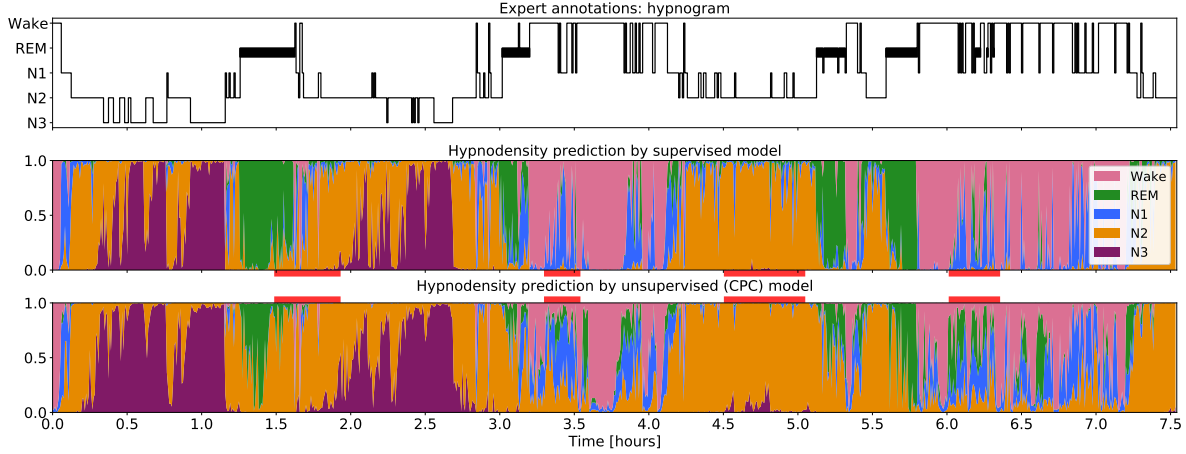 Expert annotations: hypnogram
Wake
REM
N1
N2
N3
Hypnodensity prediction by supervised model
1.0
0.5
0.0
Wake
REM
N1
N2
N3
Hypnodensity prediction by unsupervised (CPC) model
1.0
0.5
0.0
0.0 0.5 1.0 1.5 2.0 2.5 3.0 3.5 4.0 4.5 5.0 5.5 6.0 6.5 7.0 7.5
Time [hours]